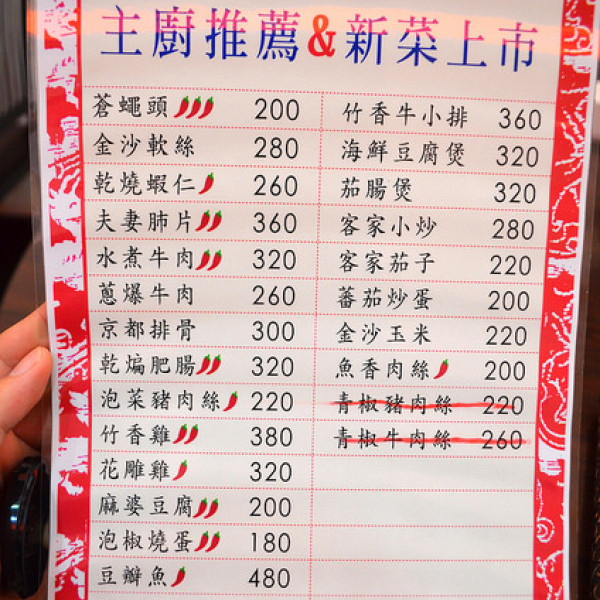 主廚推薦&新菜上市
蒼蠅頭 200
金沙軟絲 280
乾燒蝦仁 260
夫妻肺片 360
水煮牛肉 320
蔥爆牛肉 260
京都排骨 300
乾煸肥腸 320
泡菜豬肉絲 220
竹香雞 380
花雕雞 320
麻婆豆腐 200
泡椒燒蛋 180
豆瓣魚 480
竹香牛小排 360
海鮮豆腐煲 320
茄腸煲 320
客家小炒 280
客家茄子 220
蕃茄炒蛋 200
金沙玉米 220
魚香肉絲 200
青椒豬肉絲 220
青椒牛肉絲 260